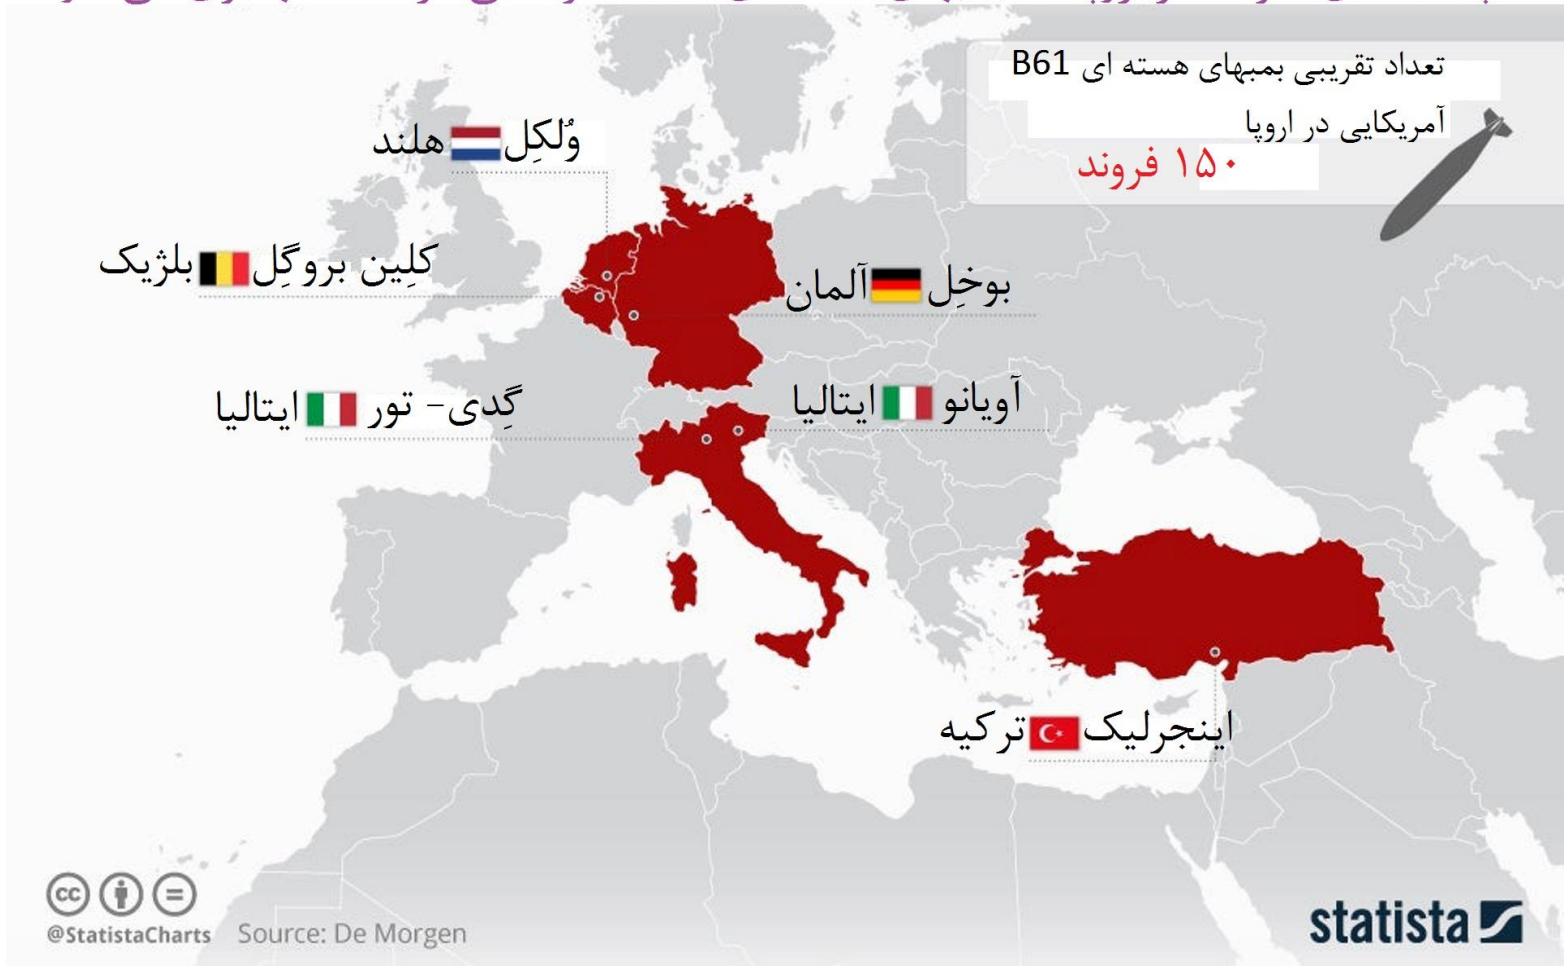 تعداد تقریبی بمبهای هسته ای B61
آمریکایی در اروپا
۱۵۰ فروند
وُلکِل هلند
کلِین بروگِل بلژیک
بوخِل آلمان
گِدی- تور ایتالیا
آویانو ایتالیا
اینجرلیک ترکیه
@StatistaCharts Source: De Morgen
statista